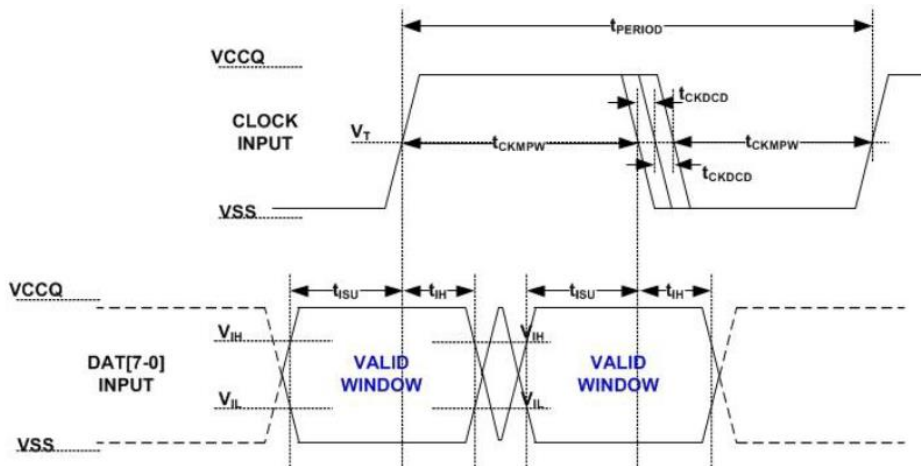 tPERIOD
VCCQ
tCKDCD
CLOCK
INPUT
VT
tCKMPW
tCKMPW
tCKDCD
VSS
VCCQ
tISU
tIH
tISU
tIH
VIH
VIH
DAT[7-0]
INPUT
VALID
WINDOW
VALID
WINDOW
VIL
VIL
VSS